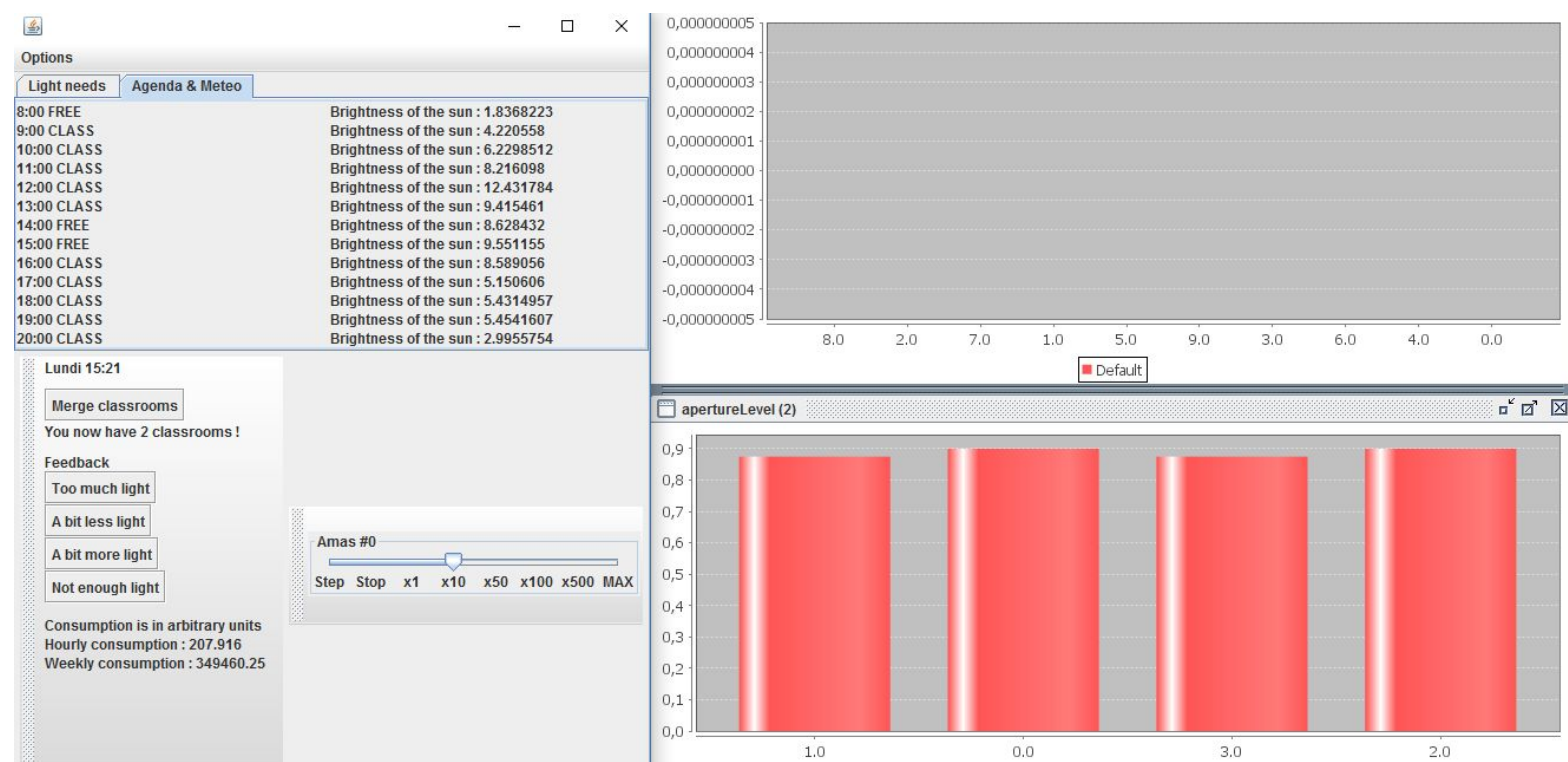 Options
Light needs Agenda & Meteo
8:00 FREE Brightness of the sun : 1.8368223
9:00 CLASS Brightness of the sun : 4.220558
10:00 CLASS Brightness of the sun : 6.2298512
11:00 CLASS Brightness of the sun : 8.216098
12:00 CLASS Brightness of the sun : 12.431784
13:00 CLASS Brightness of the sun : 9.415461
14:00 FREE Brightness of the sun : 8.628432
15:00 FREE Brightness of the sun : 9.551155
16:00 CLASS Brightness of the sun : 8.589056
17:00 CLASS Brightness of the sun : 5.150606
18:00 CLASS Brightness of the sun : 5.4314957
19:00 CLASS Brightness of the sun : 5.4541607
20:00 CLASS Brightness of the sun : 2.9955754
Lundi 15:21
Merge classrooms
You now have 2 classrooms !
Feedback
Too much light
A bit less light
A bit more light
Not enough light
Consumption is in arbitrary units
Hourly consumption : 207.916
Weekly consumption : 349460.25
Amas #0
Step Stop x1 x10 x50 x100 x500 MAX
0,000000005
0,000000004
0,000000003
0,000000002
0,000000001
0,000000000
-0,000000001
-0,000000002
-0,000000003
-0,000000004
-0,000000005
8.0 2.0 7.0 1.0 5.0 9.0 3.0 6.0 4.0 0.0
Default
apertureLevel (2)
0,9
0,8
0,7
0,6
0,5
0,4
0,3
0,2
0,1
0,0
1.0 0.0 3.0 2.0